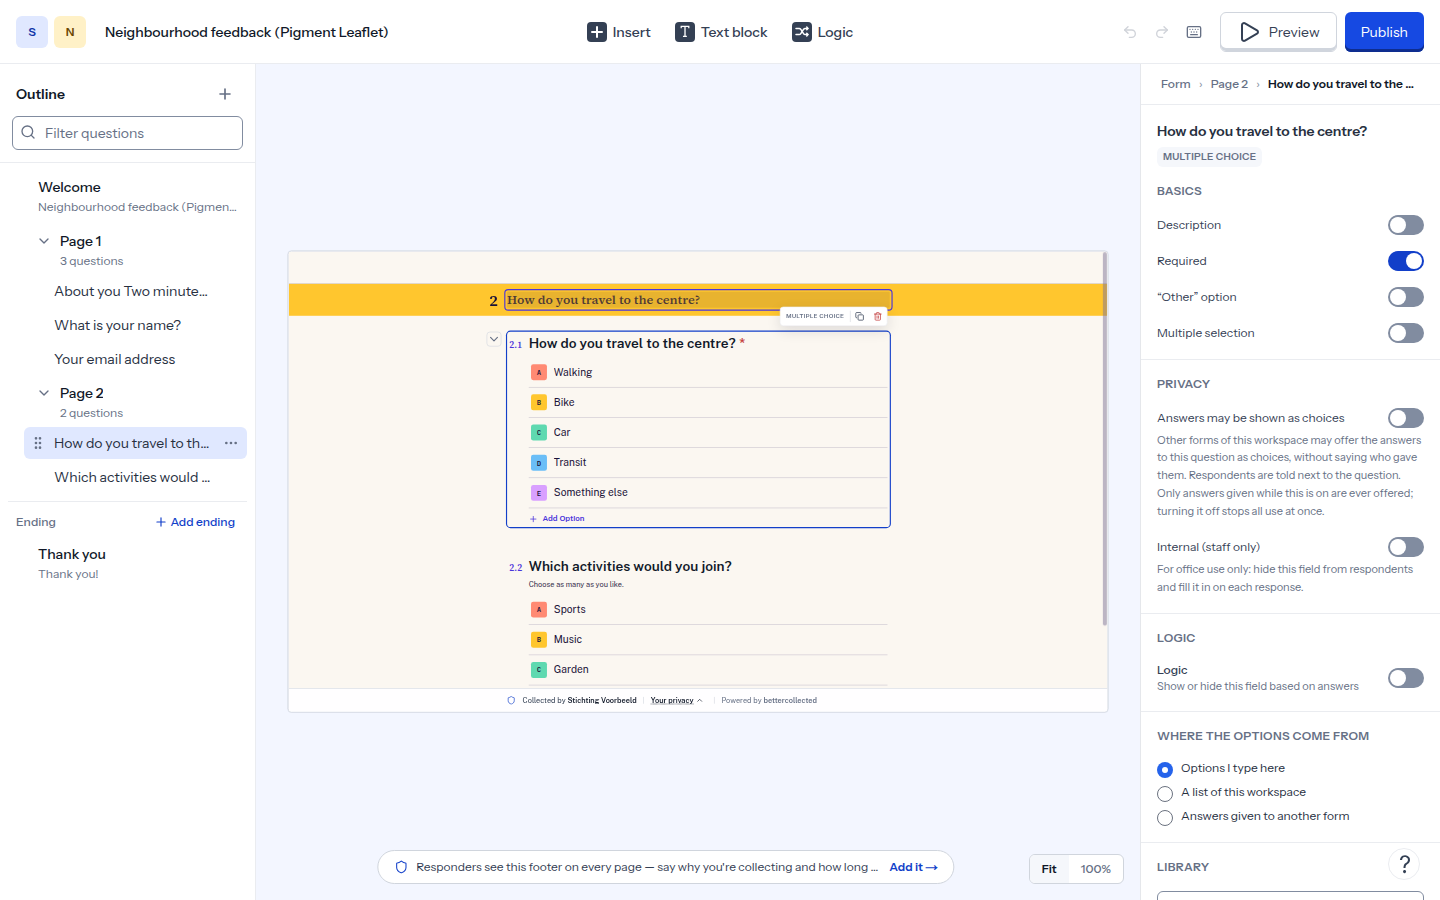 S
N
Neighbourhood feedback (Pigment Leaflet)
Insert
Text block
Logic
Preview
Publish
Outline
Filter questions
Welcome
Neighbourhood feedback (Pigmen...
Page 1
3 questions
About you Two minute...
What is your name?
Your email address
Page 2
2 questions
How do you travel to th...
Which activities would ...
Ending
Add ending
Thank you
Thank you!
2 How do you travel to the centre?
MULTIPLE CHOICE
2.1 How do you travel to the centre? *
A Walking
B Bike
C Car
D Transit
E Something else
+ Add Option
2.2 Which activities would you join?
Choose as many as you like.
A Sports
B Music
C Garden
Collected by Stichting Voorbeeld
Your privacy
Powered by bettercollected
Responders see this footer on every page — say why you're collecting and how long ... Add it →
Fit
100%
Form › Page 2 › How do you travel to the ...
How do you travel to the centre?
MULTIPLE CHOICE
BASICS
Description
Required
“Other” option
Multiple selection
PRIVACY
Answers may be shown as choices
Other forms of this workspace may offer the answers
to this question as choices, without saying who gave
them. Respondents are told next to the question.
Only answers given while this is on are ever offered;
turning it off stops all use at once.
Internal (staff only)
For office use only: hide this field from respondents
and fill it in on each response.
LOGIC
Logic
Show or hide this field based on answers
WHERE THE OPTIONS COME FROM
Options I type here
A list of this workspace
Answers given to another form
LIBRARY
?